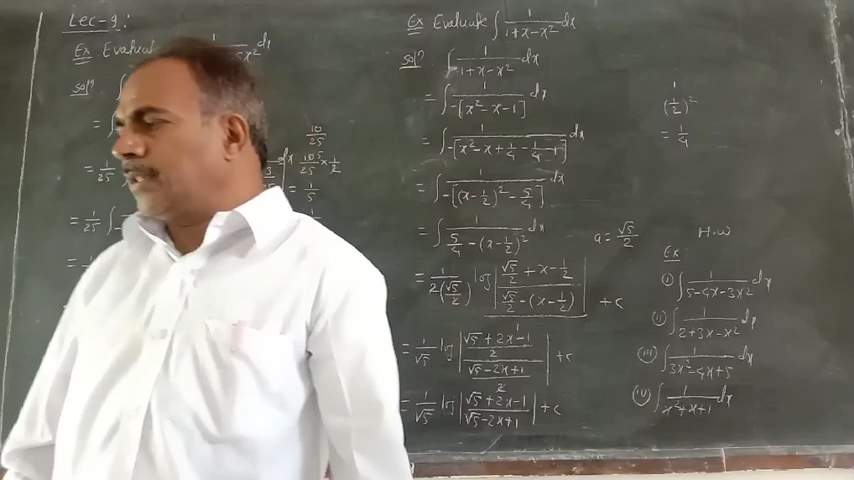 Lec-9:
Ex Evaluate
sol?
= ∫
= 1/25
10/25
10/25 × 1/2
= 1/5
= 1/25 ∫
Ex Evaluate ∫ 1/(1+x-x²) dx
sol? ∫ 1/(1+x-x²) dx
= ∫ 1/(-[x²-x-1]) dx
= ∫ 1/(-[x²-x+1/4-1/4-1]) dx
= ∫ 1/(-[(x-1/2)²-5/4]) dx
= ∫ 1/(5/4-(x-1/2)²) dx
a = √5/2
= 1/(2(√5/2)) log |(√5/2+x-1/2)/(√5/2-(x-1/2))| + c
= 1/√5 log |((√5+2x-1)/2)/((√5-2x+1)/2)| + c
= 1/√5 log |(√5+2x-1)/(√5-2x+1)| + c
(1/2)²
= 1/4
H.W
Ex:
(i) ∫ 1/(5-4x-3x²) dx
(ii) ∫ 1/(2+3x-x²) dx
(iii) ∫ 1/(3x²-4x+5) dx
(iv) ∫ 1/(x²+x+1) dx